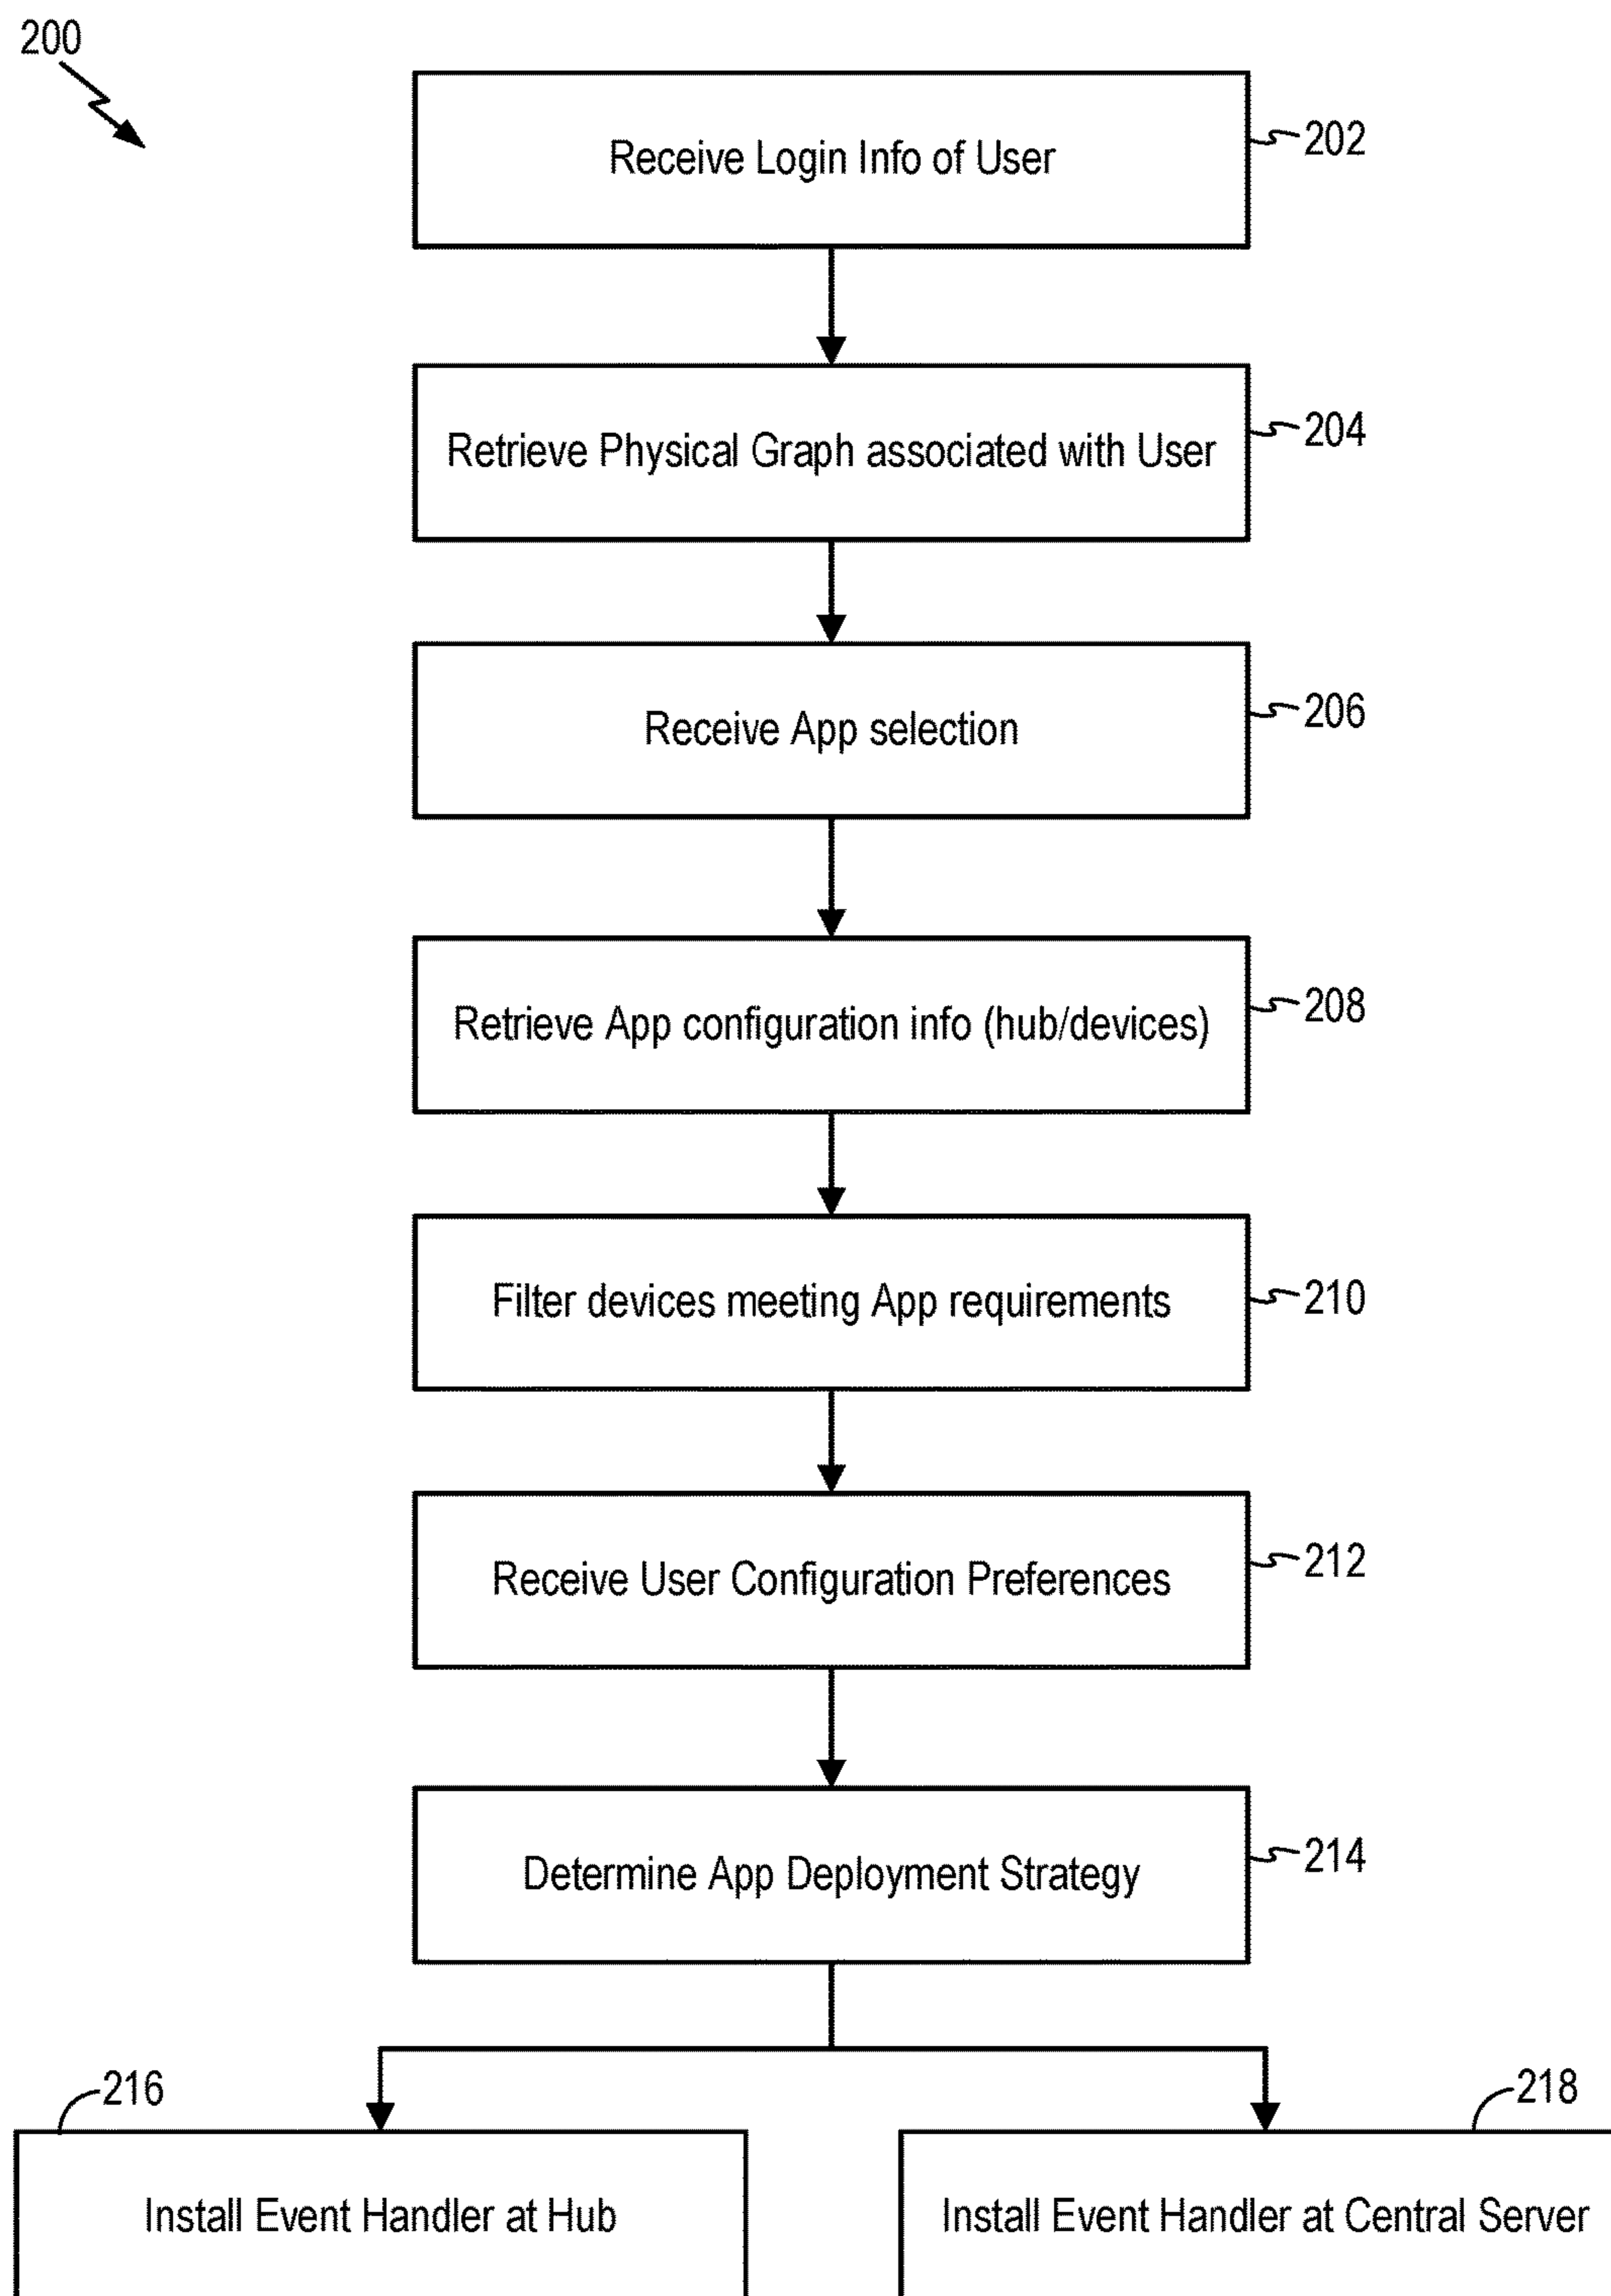 200
Receive Login Info of User
202
Retrieve Physical Graph associated with User
204
Receive App selection
206
Retrieve App configuration info (hub/devices)
208
Filter devices meeting App requirements
210
Receive User Configuration Preferences
212
Determine App Deployment Strategy
214
216
218
Install Event Handler at Hub
Install Event Handler at Central Server